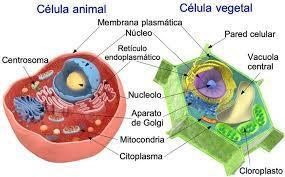 Célula animal
Célula vegetal
Membrana plasmática
Núcleo
Pared celular
Retículo
endoplasmático
Vacuola
central
Centrosoma
Nucleolo
Aparato
de Golgi
Mitocondria
Citoplasma
Cloroplasto